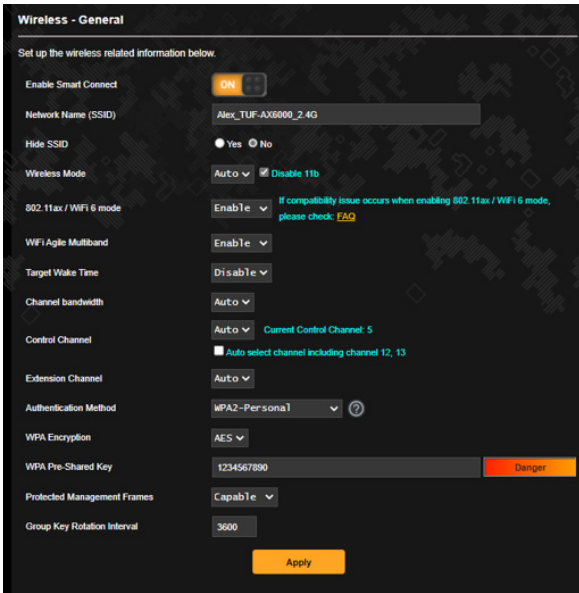 Wireless - General
Set up the wireless related information below.
Enable Smart Connect ON
Network Name (SSID) Alex_TUF-AX6000_2.4G
Hide SSID Yes No
Wireless Mode Auto Disable 11b
802.11ax / WiFi 6 mode Enable If compatibility issue occurs when enabling 802.11ax / WiFi 6 mode,
please check: FAQ
WiFi Agile Multiband Enable
Target Wake Time Disable
Channel bandwidth Auto
Control Channel Auto Current Control Channel: 5
Auto select channel including channel 12, 13
Extension Channel Auto
Authentication Method WPA2-Personal ?
WPA Encryption AES
WPA Pre-Shared Key 1234567890 Danger
Protected Management Frames Capable
Group Key Rotation Interval 3600
Apply